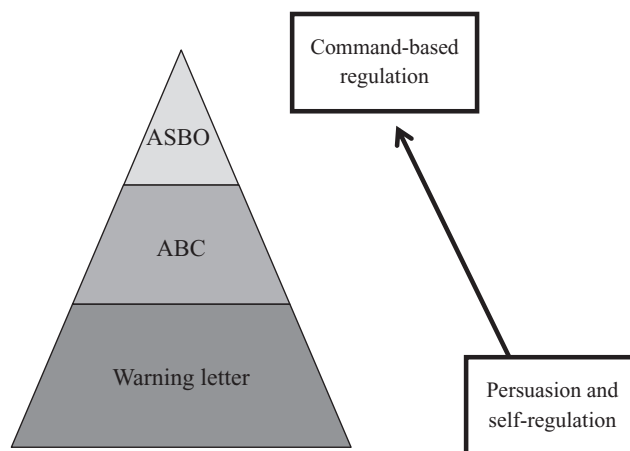 Command-based
regulation
ASBO
ABC
Warning letter
Persuasion and
self-regulation